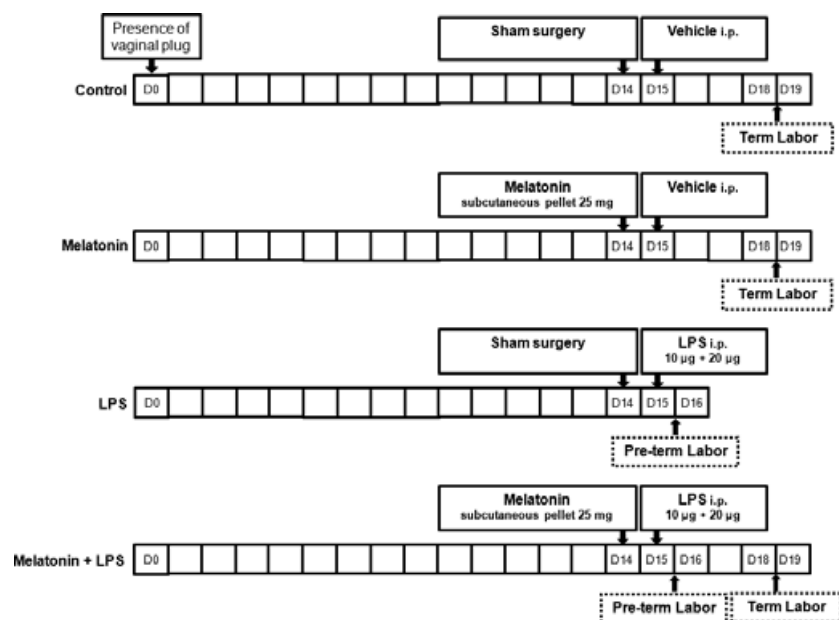 Presence of
vaginal plug
Sham surgery
Vehicle i.p.
Control
D0
D14
D15
D18
D19
Term Labor
Melatonin
subcutaneous pellet 25 mg
Vehicle i.p.
Melatonin
D0
D14
D15
D18
D19
Term Labor
Sham surgery
LPS i.p.
10 µg + 20 µg
LPS
D0
D14
D15
D16
Pre-term Labor
Melatonin
subcutaneous pellet 25 mg
LPS i.p.
10 µg + 20 µg
Melatonin + LPS
D0
D14
D15
D16
D18
D19
Pre-term Labor
Term Labor